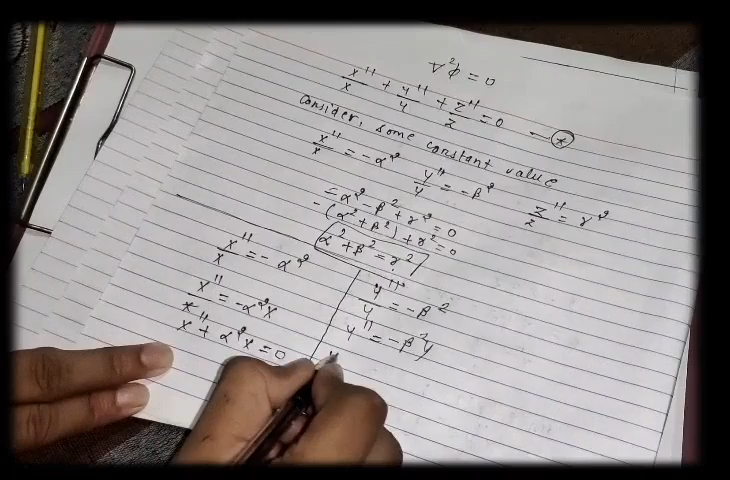 ∇²φ = 0
x''/x + y''/y + z''/z = 0 — *
consider, some constant value
x''/x = -α² y''/y = -β² z''/z = γ²
= -α² - β² + γ² = 0
-(α² + β²) + γ² = 0
α² + β² = γ²
x''/x = -α²
x'' = -α²x
x'' + α²x = 0
y''/y = -β²
y'' = -β²y